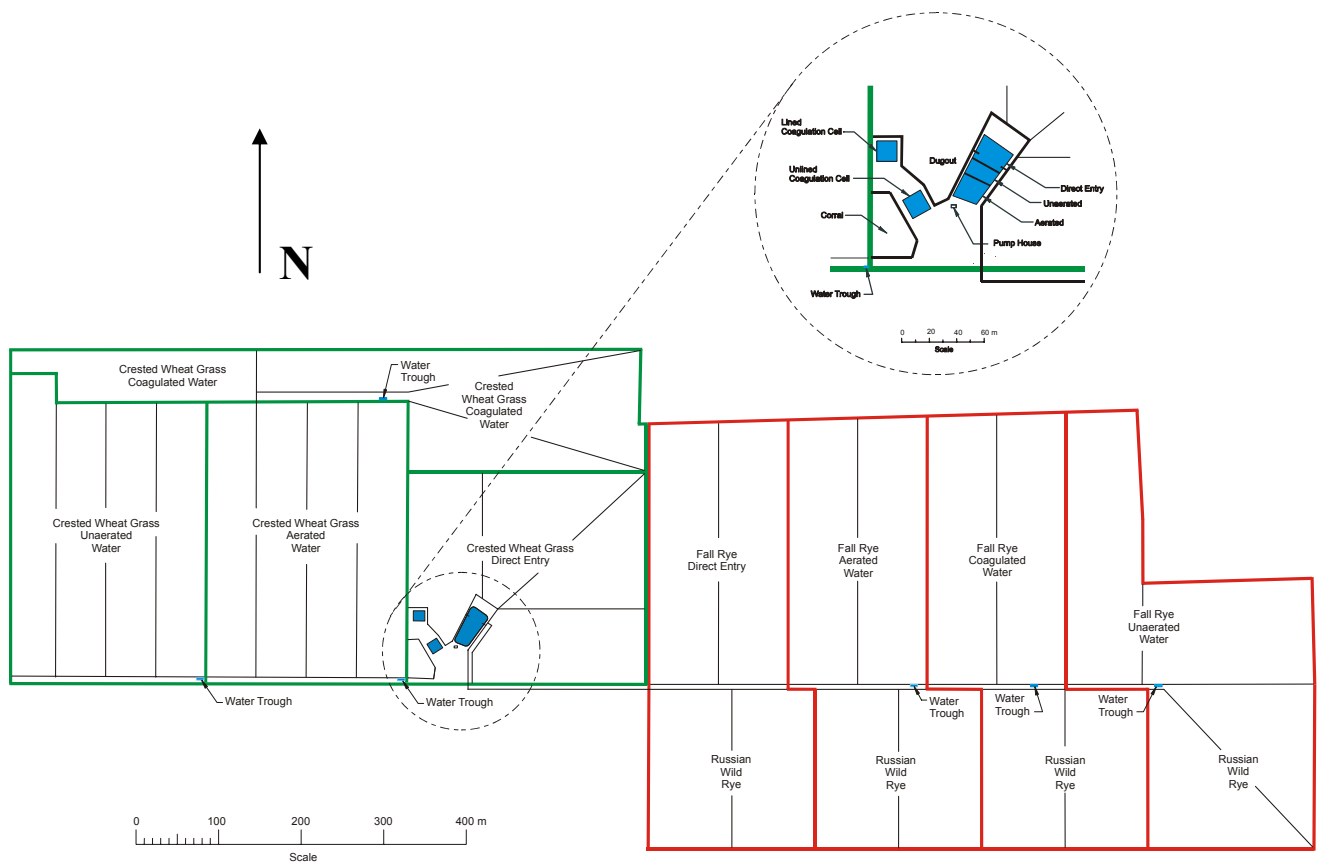 Lined
Coagulation Cell
Dugout
Unlined
Coagulation Cell
Direct Entry
Unaerated
Aerated
Corral
Pump House
Water Trough
0 20 40 60 m
Scale
N
Crested Wheat Grass
Coagulated Water
Water
Trough
Crested
Wheat Grass
Coagulated
Water
Crested Wheat Grass
Unaerated
Water
Crested Wheat Grass
Aerated
Water
Crested Wheat Grass
Direct Entry
Fall Rye
Direct Entry
Fall Rye
Aerated
Water
Fall Rye
Coagulated
Water
Fall Rye
Unaerated
Water
Water Trough
Water Trough
Water
Trough
Water
Trough
Water
Trough
Russian
Wild
Rye
Russian
Wild
Rye
Russian
Wild
Rye
Russian
Wild
Rye
0 100 200 300 400 m
Scale